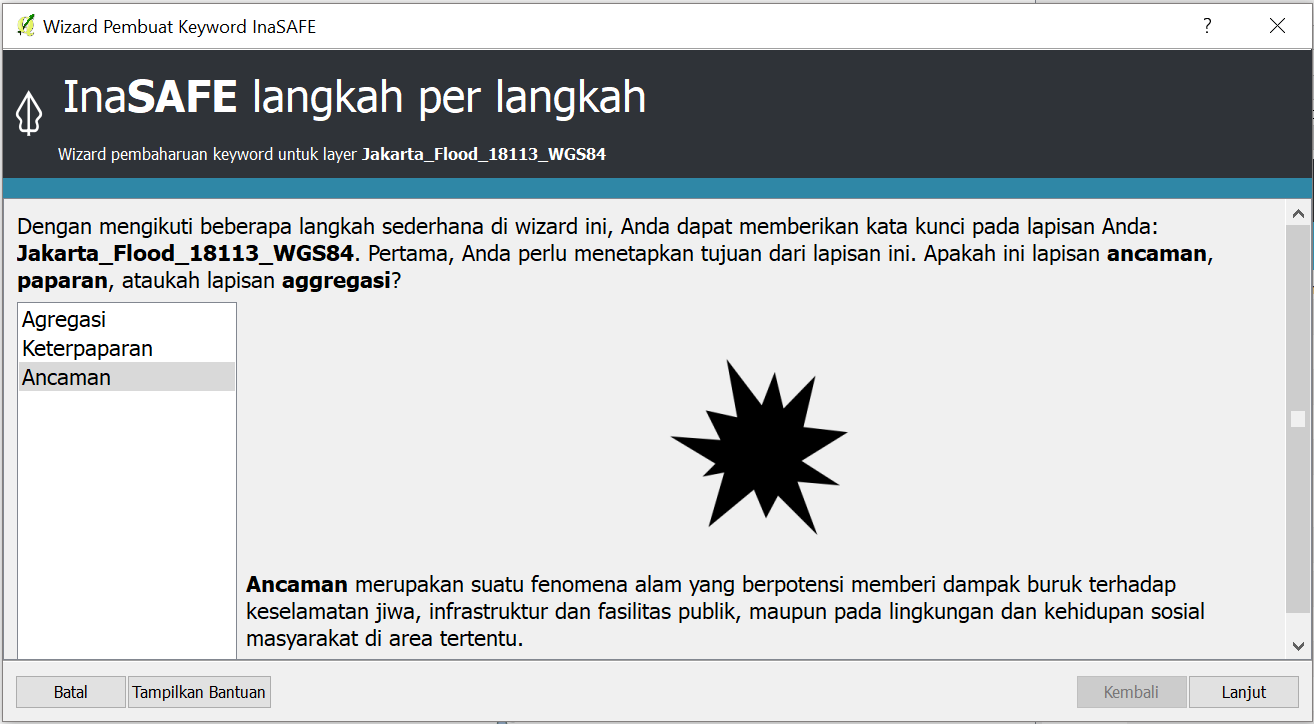 Wizard Pembuat Keyword InaSAFE
?
InaSAFE langkah per langkah
Wizard pembaharuan keyword untuk layer Jakarta_Flood_18113_WGS84
Dengan mengikuti beberapa langkah sederhana di wizard ini, Anda dapat memberikan kata kunci pada lapisan Anda:
Jakarta_Flood_18113_WGS84. Pertama, Anda perlu menetapkan tujuan dari lapisan ini. Apakah ini lapisan ancaman,
paparan, ataukah lapisan aggregasi?
Agregasi
Keterpaparan
Ancaman
Ancaman merupakan suatu fenomena alam yang berpotensi memberi dampak buruk terhadap
keselamatan jiwa, infrastruktur dan fasilitas publik, maupun pada lingkungan dan kehidupan sosial
masyarakat di area tertentu.
Batal Tampilkan Bantuan Kembali Lanjut